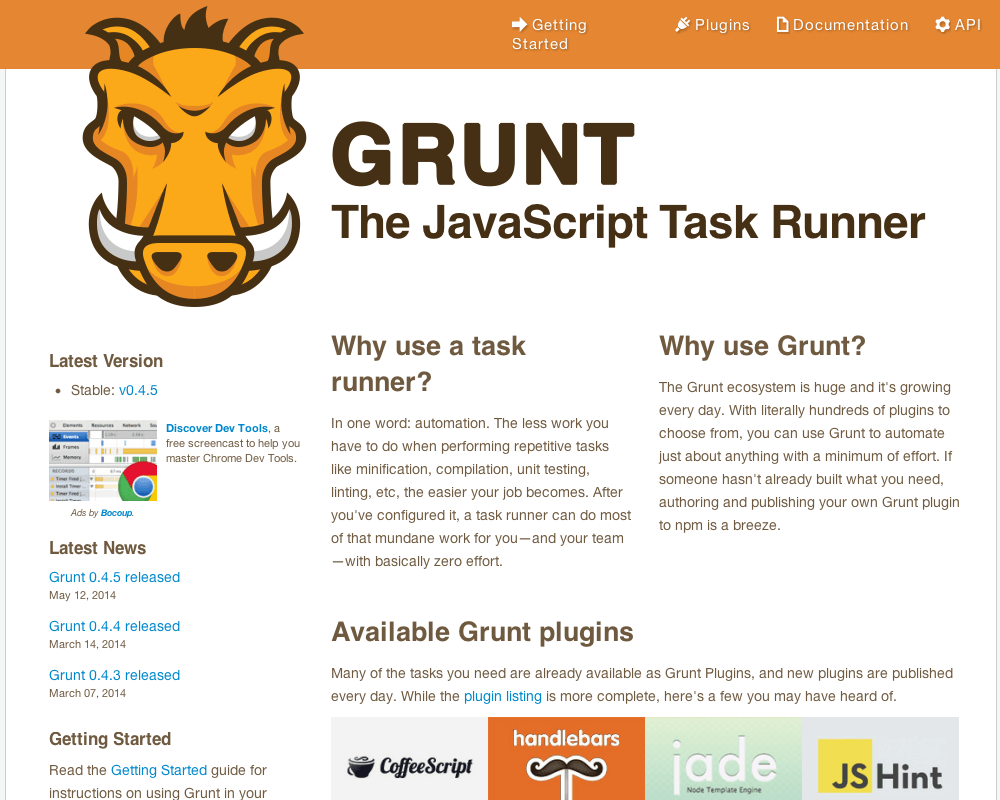 Getting
Started
Plugins
Documentation
API
GRUNT
The JavaScript Task Runner
Latest Version
Stable: v0.4.5
Elements Resources Network
Events
Frames
Memory
RECORDS
Discover Dev Tools, a
free screencast to help you
master Chrome Dev Tools.
Ads by Bocoup.
Latest News
Grunt 0.4.5 released
May 12, 2014
Grunt 0.4.4 released
March 14, 2014
Grunt 0.4.3 released
March 07, 2014
Getting Started
Read the Getting Started guide for
instructions on using Grunt in your
Why use a task
runner?
In one word: automation. The less work you
have to do when performing repetitive tasks
like minification, compilation, unit testing,
linting, etc, the easier your job becomes. After
you've configured it, a task runner can do most
of that mundane work for you—and your team
—with basically zero effort.
Why use Grunt?
The Grunt ecosystem is huge and it's growing
every day. With literally hundreds of plugins to
choose from, you can use Grunt to automate
just about anything with a minimum of effort. If
someone hasn't already built what you need,
authoring and publishing your own Grunt plugin
to npm is a breeze.
Available Grunt plugins
Many of the tasks you need are already available as Grunt Plugins, and new plugins are published
every day. While the plugin listing is more complete, here's a few you may have heard of.
CoffeeScript
handlebars
jade
Node Template Engine
JS Hint